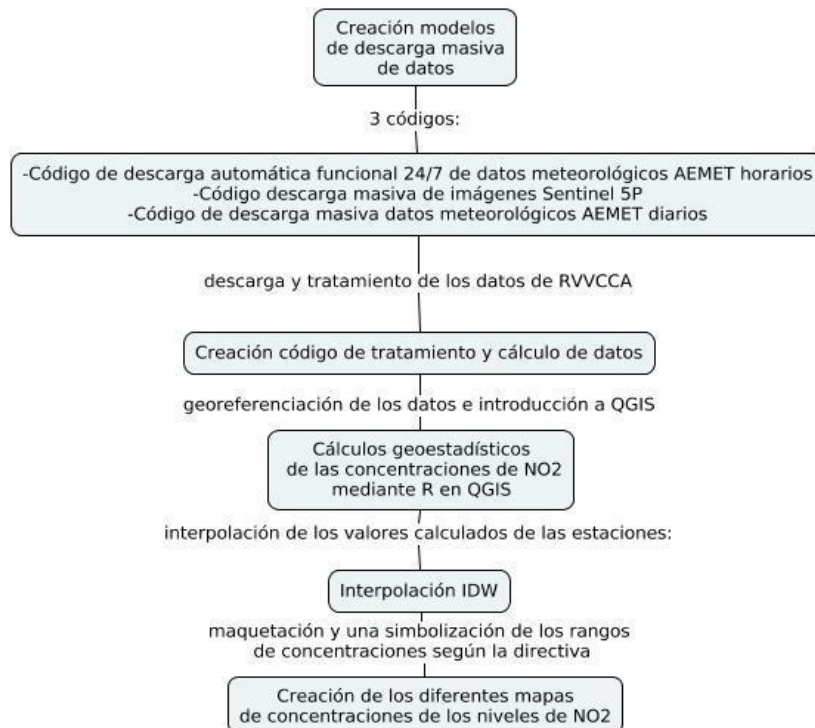 Creación modelos
de descarga masiva
de datos
3 códigos:
-Código de descarga automática funcional 24/7 de datos meteorológicos AEMET horarios
-Código descarga masiva de imágenes Sentinel 5P
-Código de descarga masiva datos meteorológicos AEMET diarios
descarga y tratamiento de los datos de RVVCCA
Creación código de tratamiento y cálculo de datos
georeferenciación de los datos e introducción a QGIS
Cálculos geoestadísticos
de las concentraciones de NO2
mediante R en QGIS
interpolación de los valores calculados de las estaciones:
Interpolación IDW
maquetación y una simbolización de los rangos
de concentraciones según la directiva
Creación de los diferentes mapas
de concentraciones de los niveles de NO2